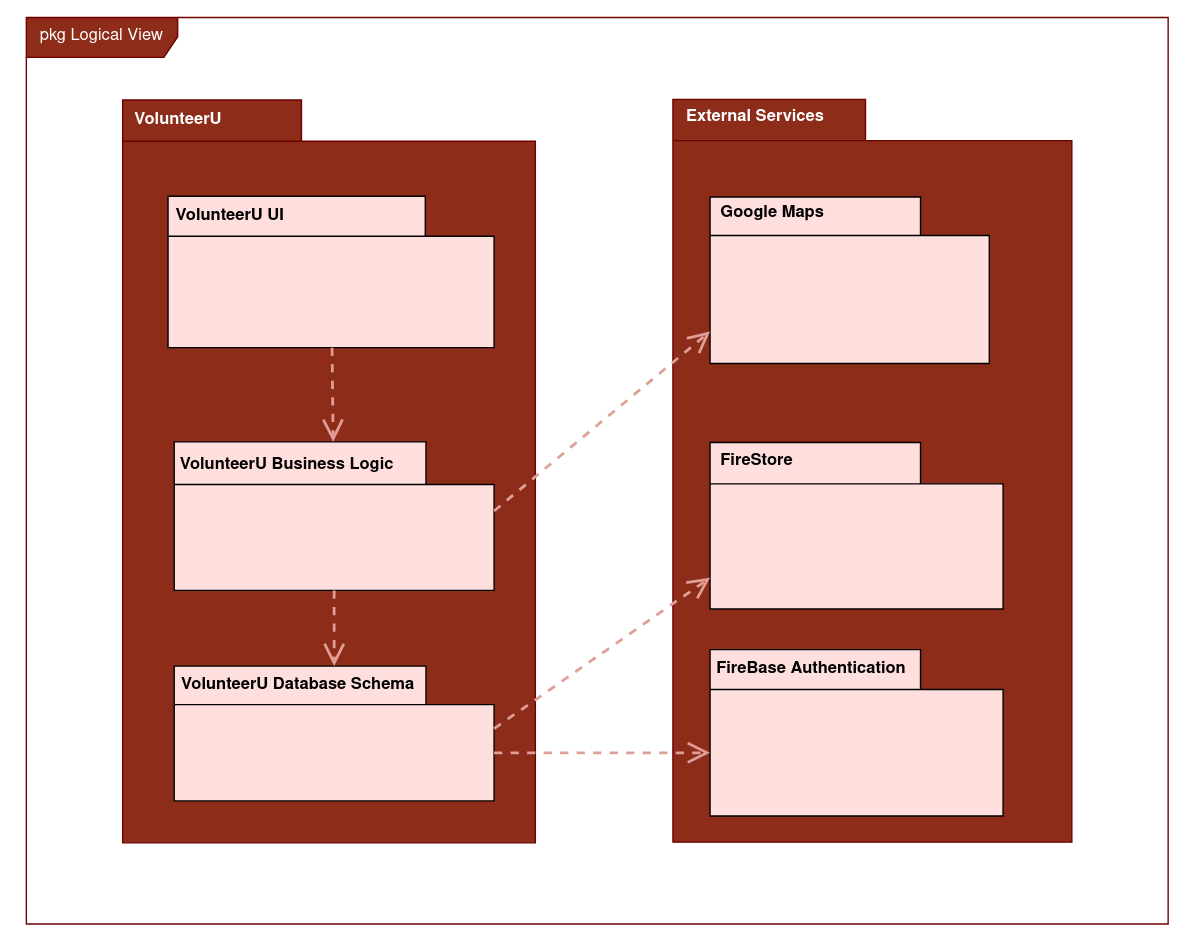 pkg Logical View
VolunteerU
VolunteerU UI
VolunteerU Business Logic
VolunteerU Database Schema
External Services
Google Maps
FireStore
FireBase Authentication